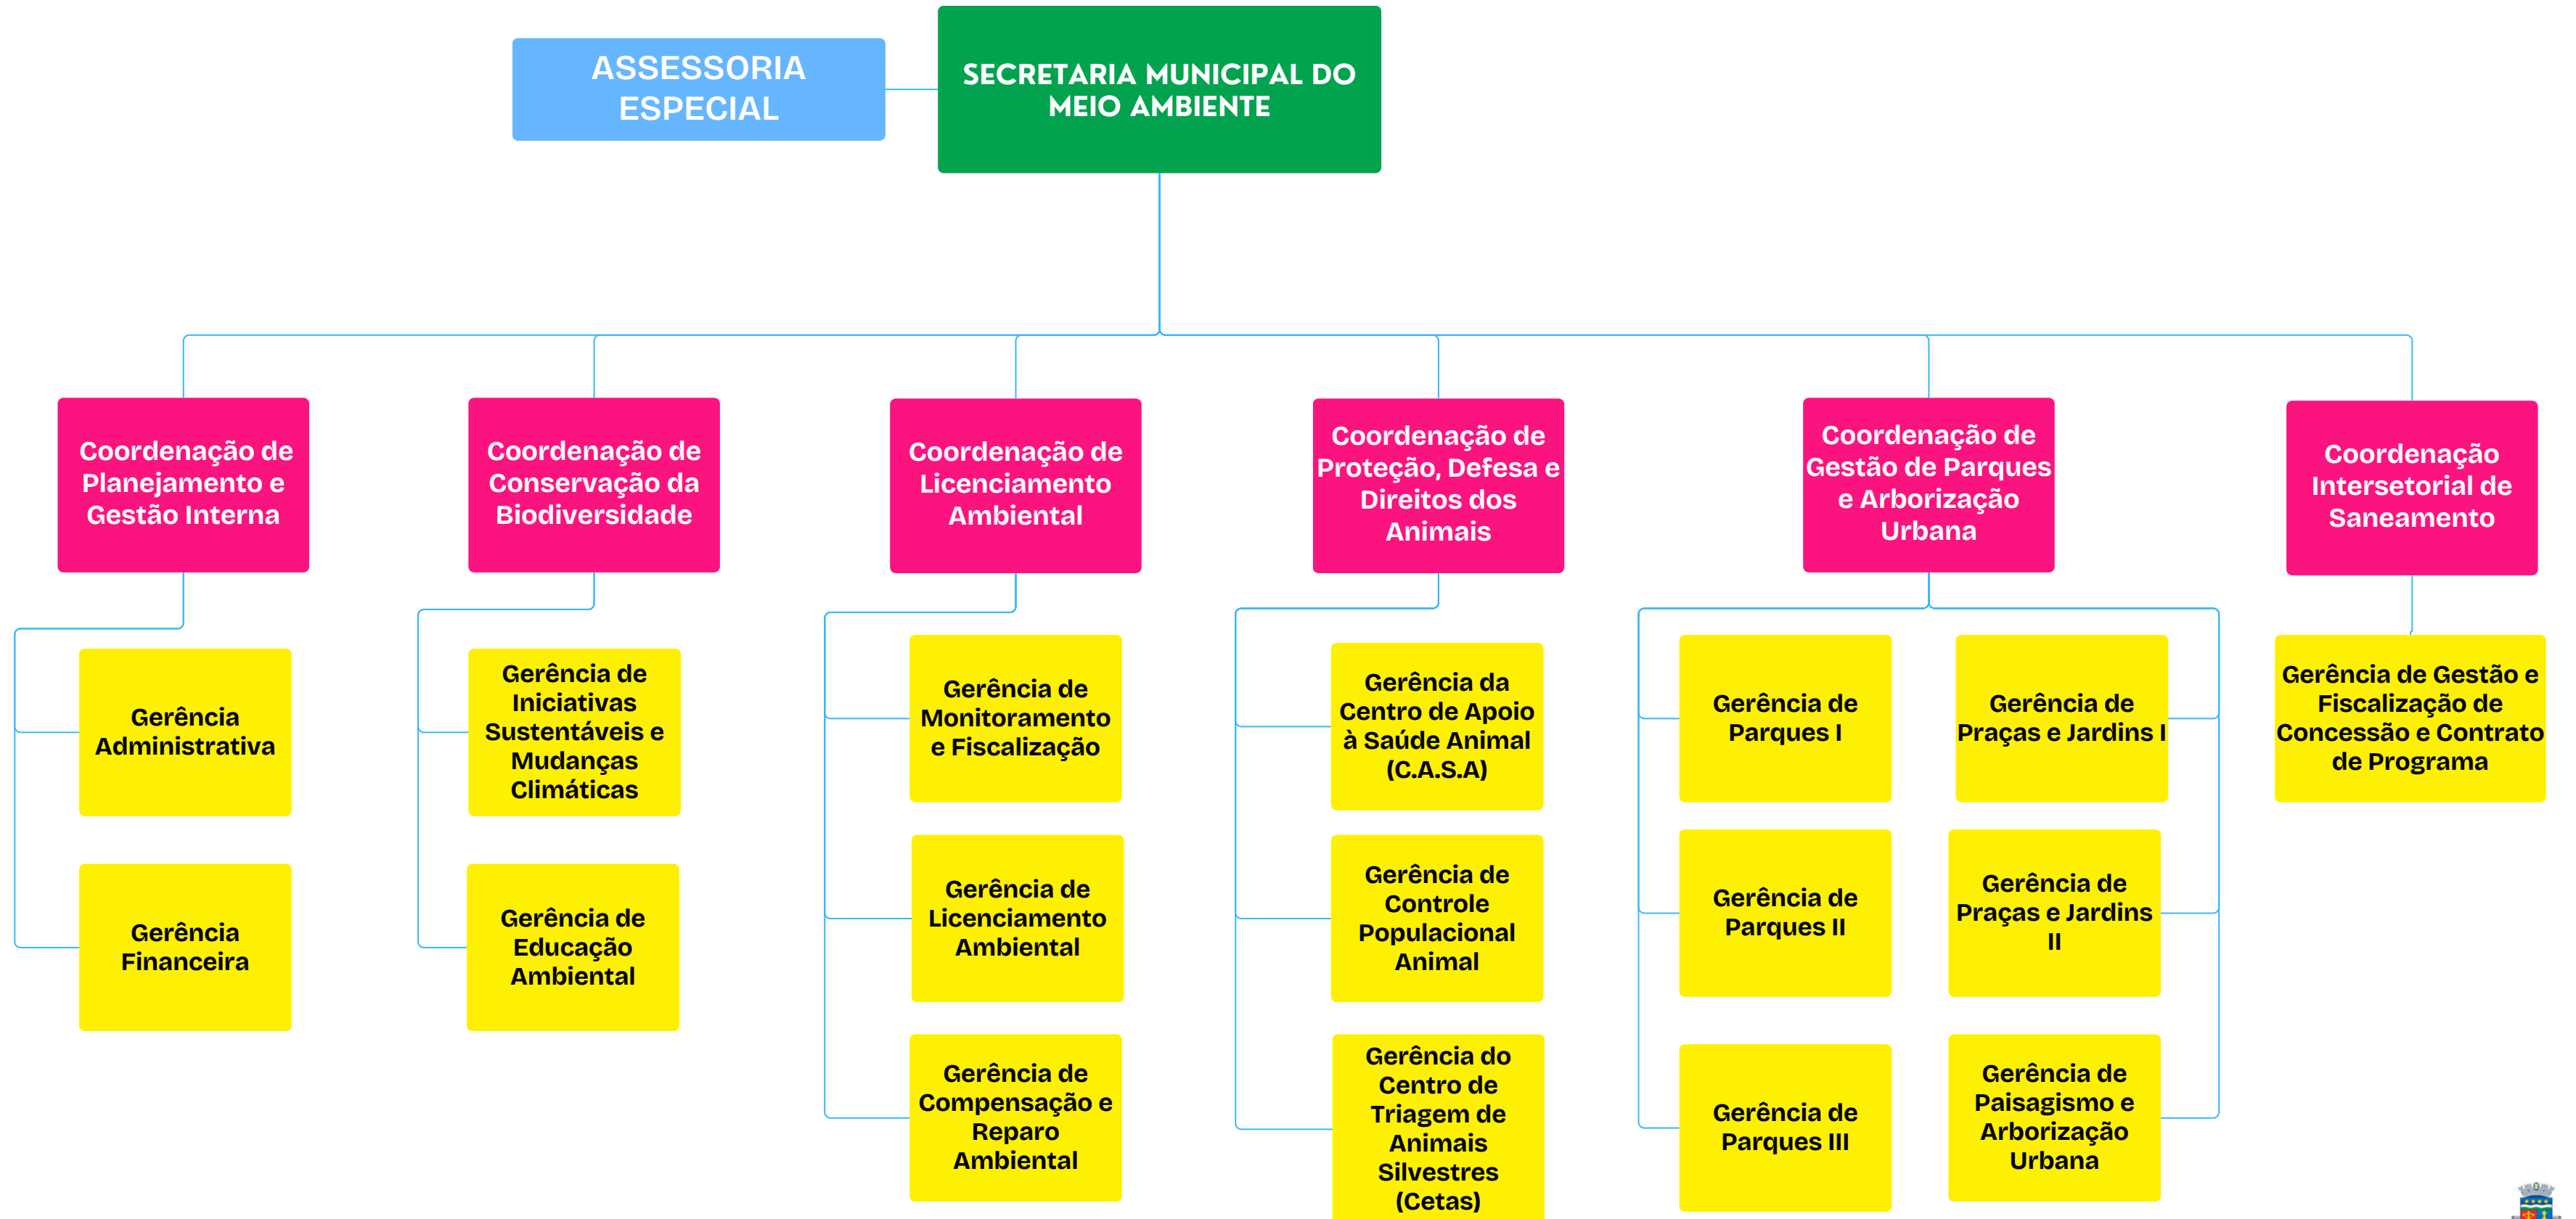 ASSESSORIA
ESPECIAL
SECRETARIA MUNICIPAL DO
MEIO AMBIENTE
Coordenação de
Planejamento e
Gestão Interna
Coordenação de
Conservação da
Biodiversidade
Coordenação de
Licenciamento
Ambiental
Coordenação de
Proteção, Defesa e
Direitos dos
Animais
Coordenação de
Gestão de Parques
e Arborização
Urbana
Coordenação
Intersetorial de
Saneamento
Gerência
Administrativa
Gerência
Financeira
Gerência de
Iniciativas
Sustentáveis e
Mudanças
Climáticas
Gerência de
Educação
Ambiental
Gerência de
Monitoramento
e Fiscalização
Gerência de
Licenciamento
Ambiental
Gerência de
Compensação e
Reparo
Ambiental
Gerência da
Centro de Apoio
à Saúde Animal
(C.A.S.A)
Gerência de
Controle
Populacional
Animal
Gerência do
Centro de
Triagem de
Animais
Silvestres
(Cetas)
Gerência de
Parques I
Gerência de
Parques II
Gerência de
Parques III
Gerência de
Praças e Jardins I
Gerência de
Praças e Jardins
II
Gerência de
Paisagismo e
Arborização
Urbana
Gerência de Gestão e
Fiscalização de
Concessão e Contrato
de Programa